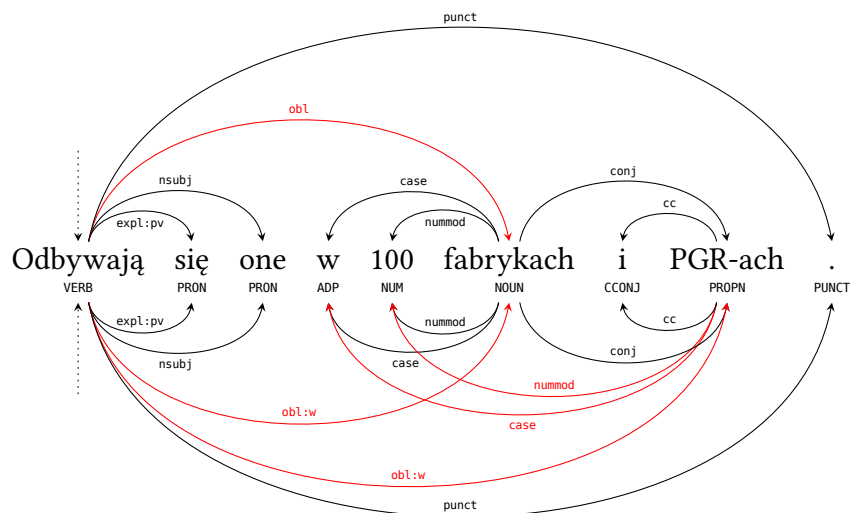 punct
obl
nsubj case conj
expl:pv nummod cc
Odbywają się one w 100 fabrykach i PGR-ach .
VERB PRON PRON ADP NUM NOUN CCONJ PROPN PUNCT
expl:pv nummod cc
nsubj case conj
nummod
obl:w case
obl:w
punct